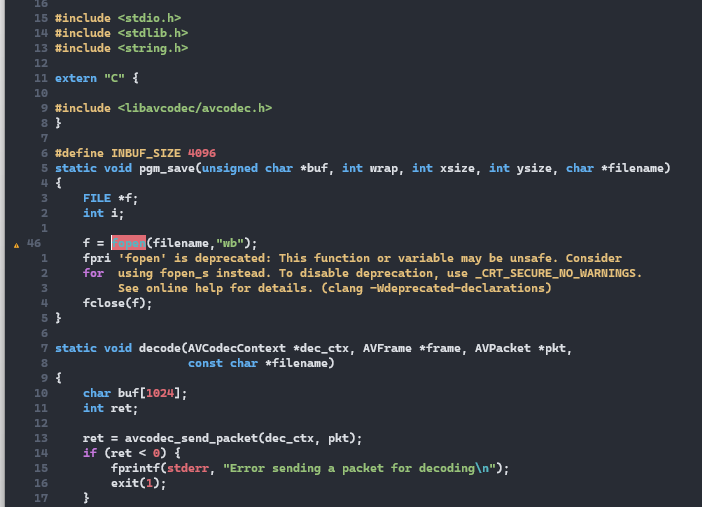 16
15 #include <stdio.h>
14 #include <stdlib.h>
13 #include <string.h>
12
11 extern "C" {
10
9 #include <libavcodec/avcodec.h>
8 }
7
6 #define INBUF_SIZE 4096
5 static void pgm_save(unsigned char *buf, int wrap, int xsize, int ysize, char *filename)
4 {
3     FILE *f;
2     int i;
1
46     f = fopen(filename,"wb");
1     fpri 'fopen' is deprecated: This function or variable may be unsafe. Consider
2     for  using fopen_s instead. To disable deprecation, use _CRT_SECURE_NO_WARNINGS.
3          See online help for details. (clang -Wdeprecated-declarations)
4     fclose(f);
5 }
6
7 static void decode(AVCodecContext *dec_ctx, AVFrame *frame, AVPacket *pkt,
8                    const char *filename)
9 {
10     char buf[1024];
11     int ret;
12
13     ret = avcodec_send_packet(dec_ctx, pkt);
14     if (ret < 0) {
15         fprintf(stderr, "Error sending a packet for decoding\n");
16         exit(1);
17     }